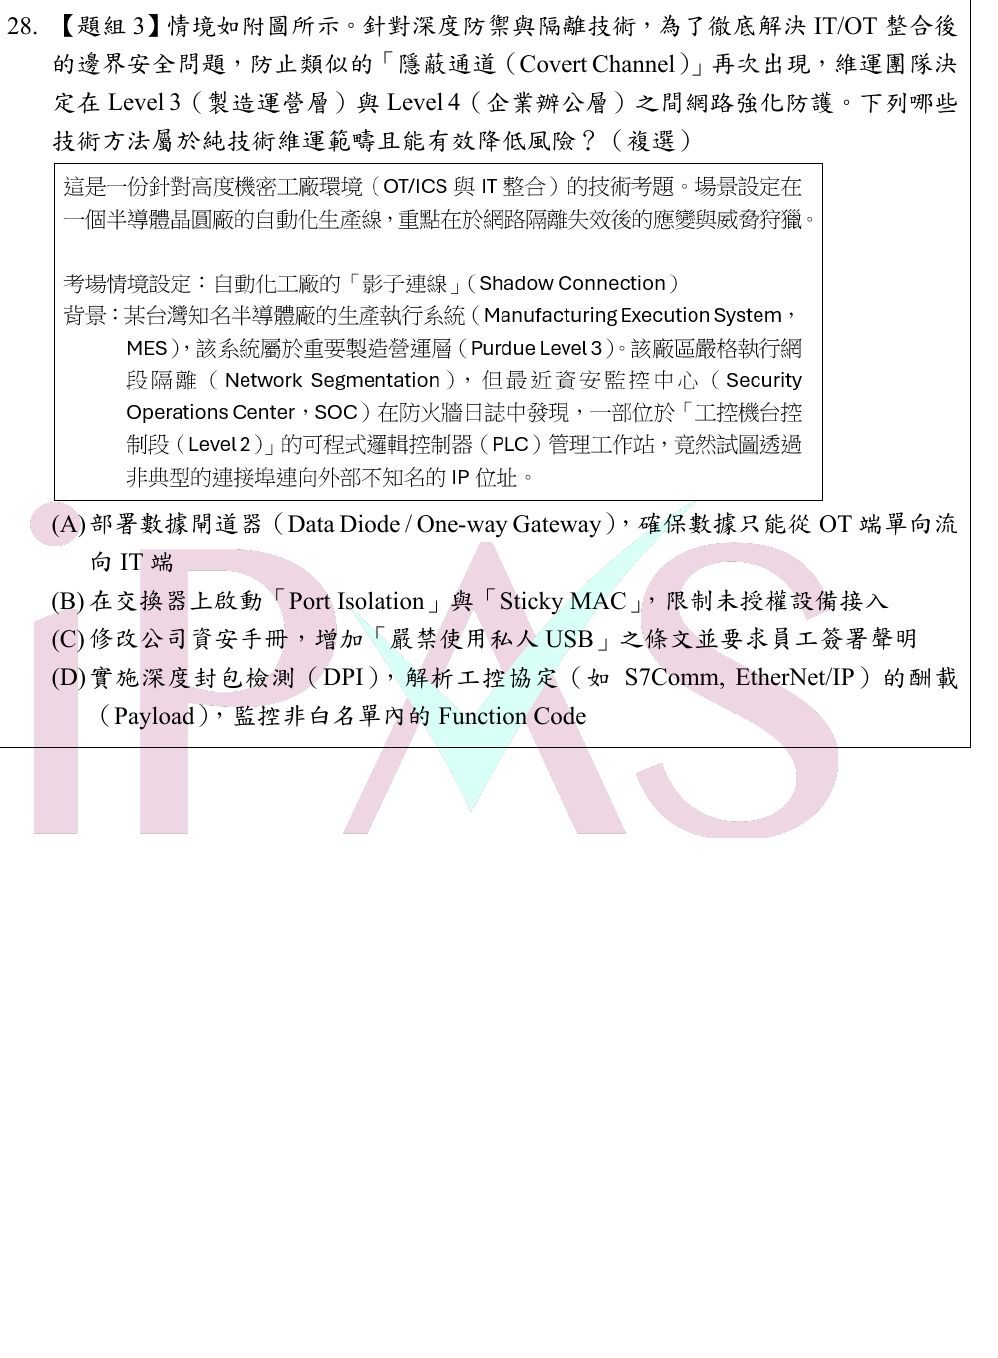 28. 【題組 3】情境如附圖所示。針對深度防禦與隔離技術，為了徹底解決 IT/OT 整合後
的邊界安全問題，防止類似的「隱蔽通道（Covert Channel）」再次出現，維運團隊決
定在 Level 3（製造運營層）與 Level 4（企業辦公層）之間網路強化防護。下列哪些
技術方法屬於純技術維運範疇且能有效降低風險？（複選）
這是一份針對高度機密工廠環境（OT/ICS 與 IT 整合）的技術考題。場景設定在
一個半導體晶圓廠的自動化生產線，重點在於網路隔離失效後的應變與威脅狩獵。
考場情境設定：自動化工廠的「影子連線」（Shadow Connection）
背景：某台灣知名半導體廠的生產執行系統（Manufacturing Execution System，
MES），該系統屬於重要製造營運層（Purdue Level 3）。該廠區嚴格執行網
段隔離（Network Segmentation），但最近資安監控中心（Security
Operations Center，SOC）在防火牆日誌中發現，一部位於「工控機台控
制段（Level 2）」的可程式邏輯控制器（PLC）管理工作站，竟然試圖透過
非典型的連接埠連向外部不知名的 IP 位址。
(A) 部署數據閘道器（Data Diode / One-way Gateway），確保數據只能從 OT 端單向流
向 IT 端
(B) 在交換器上啟動「Port Isolation」與「Sticky MAC」，限制未授權設備接入
(C) 修改公司資安手冊，增加「嚴禁使用私人 USB」之條文並要求員工簽署聲明
(D) 實施深度封包檢測（DPI），解析工控協定（如 S7Comm, EtherNet/IP）的酬載
（Payload），監控非白名單內的 Function Code
iPAS